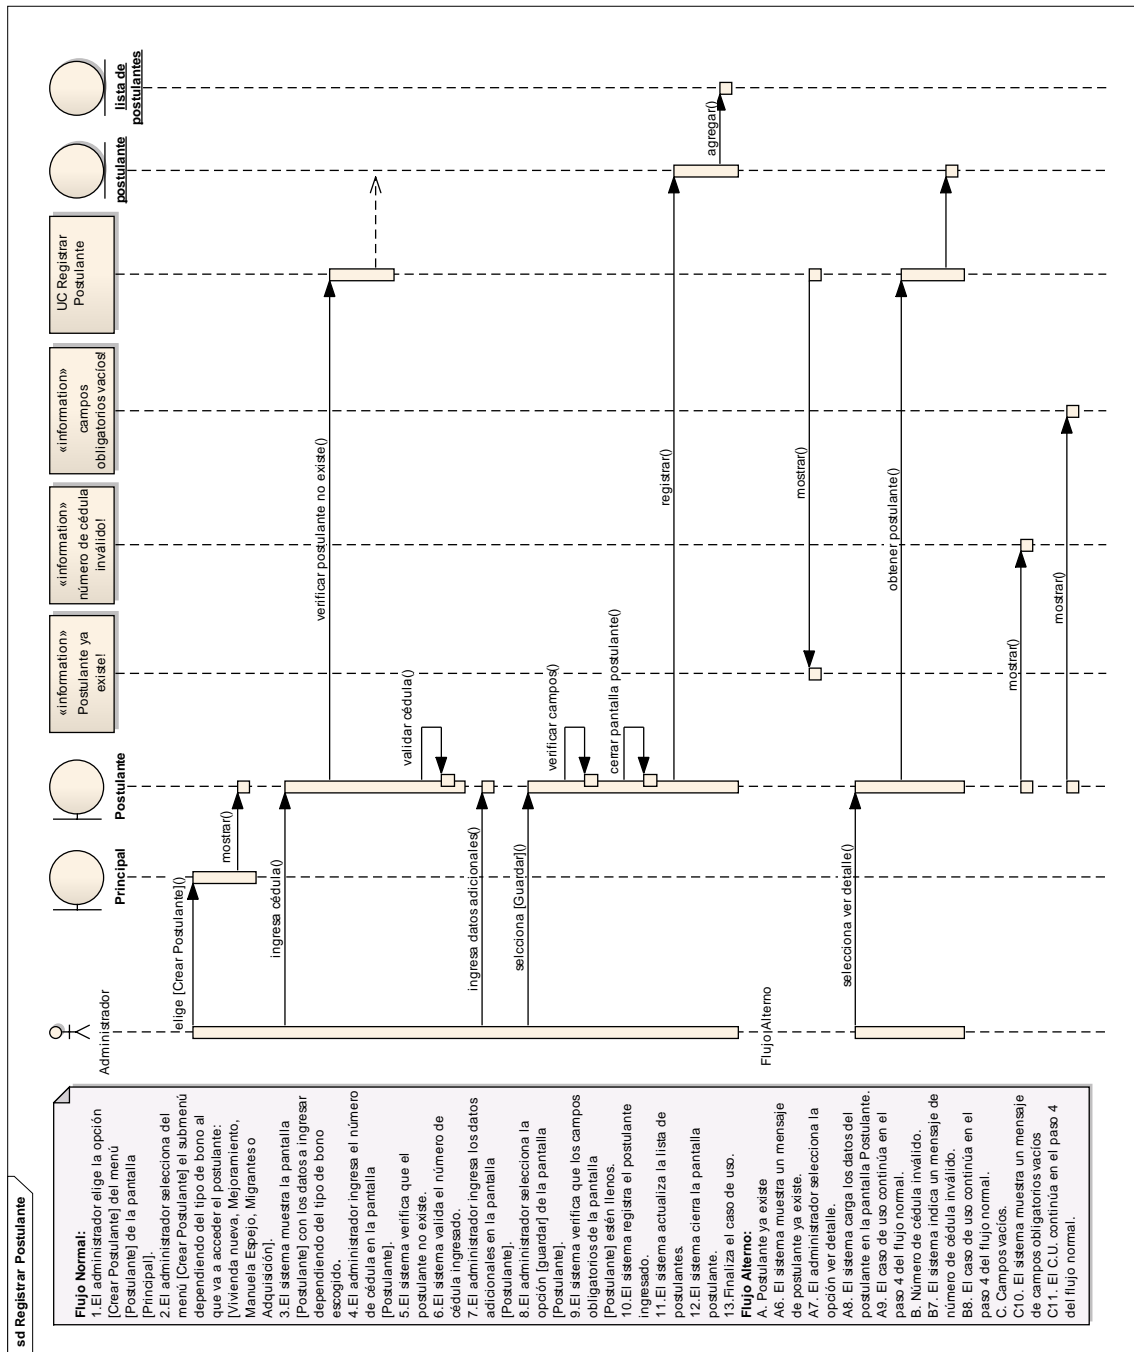 sd Registrar Postulante
Flujo Normal:
1.El administrador elige la opción
[Crear Postulante] del menú
[Postulante] de la pantalla
[Principal].
2.El administrador selecciona del
menú [Crear Postulante] el submenú
dependiendo del tipo de bono al
que va a acceder el postulante:
[Vivienda nueva, Mejoramiento,
Manuela Espejo, Migrantes o
Adquisición].
3.El sistema muestra la pantalla
[Postulante] con los datos a ingresar
dependiendo del tipo de bono
escogido.
4.El administrador ingresa el número
de cédula en la pantalla
[Postulante].
5.El sistema verifica que el
postulante no existe.
6.El sistema valida el número de
cédula ingresado.
7.El administrador ingresa los datos
adicionales en la pantalla
[Postulante].
8.El administrador selecciona la
opción [guardar] de la pantalla
[Postulante].
9.El sistema verifica que los campos
obligatorios de la pantalla
[Postulante] estén llenos.
10.El sistema registra el postulante
ingresado.
11.El sistema actualiza la lista de
postulantes.
12.El sistema cierra la pantalla
postulante.
13.Finaliza el caso de uso.
Flujo Alterno:
A. Postulante ya existe
A6. El sistema muestra un mensaje
de postulante ya existe.
A7. El administrador selecciona la
opción ver detalle.
A8. El sistema carga los datos del
postulante en la pantalla Postulante.
A9. El caso de uso continúa en el
paso 4 del flujo normal.
B. Número de cédula inválido.
B7. El sistema indica un mensaje de
número de cédula inválido.
B8. El caso de uso continúa en el
paso 4 del flujo normal.
C. Campos vacíos.
C10. El sistema muestra un mensaje
de campos obligatorios vacíos
C11. El C.U. continúa en el paso 4
del flujo normal.
Administrador
Principal
Postulante
«information»
Postulante ya
existe!
«information»
número de cédula
inválido!
«information»
campos
obligatorios vacíos!
UC Registrar
Postulante
postulante
lista de
postulantes
elige [Crear Postulante]()
mostrar()
ingresa cédula()
verificar postulante no existe()
validar cédula()
ingresa datos adicionales()
selcciona [Guardar]()
verificar campos()
cerrar pantalla postulante()
registrar()
agregar()
Flujo Alterno
mostrar()
selecciona ver detalle()
obtener postulante()
mostrar()
mostrar()